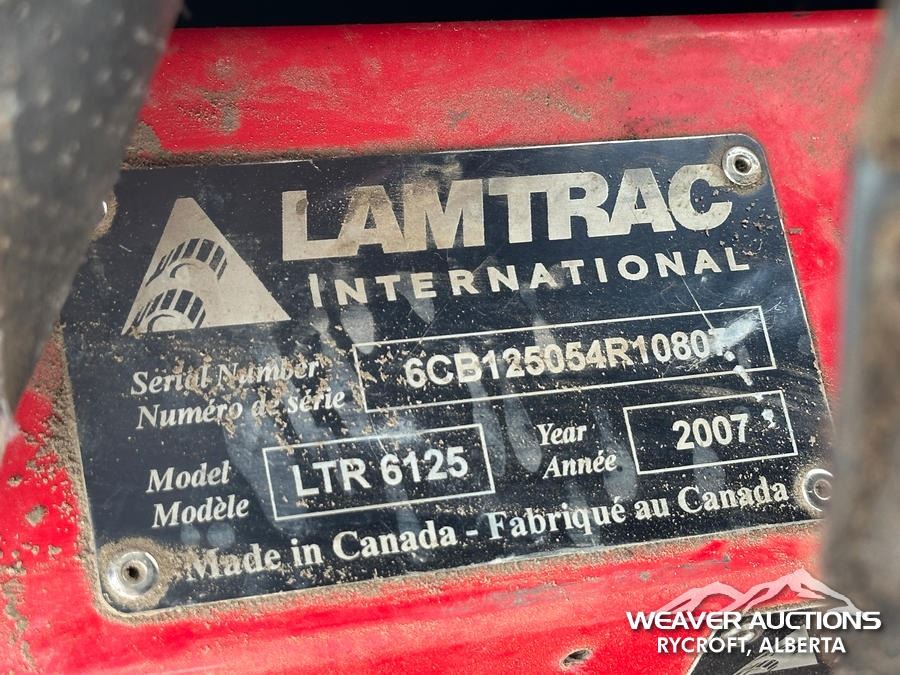 LAMTRAC
INTERNATIONAL
Serial Number
Numéro de série
6CB125054R10807
Model
Modèle
LTR 6125
Year
Année
2007
Made in Canada - Fabriqué au Canada
WEAVER AUCTIONS
RYCROFT, ALBERTA